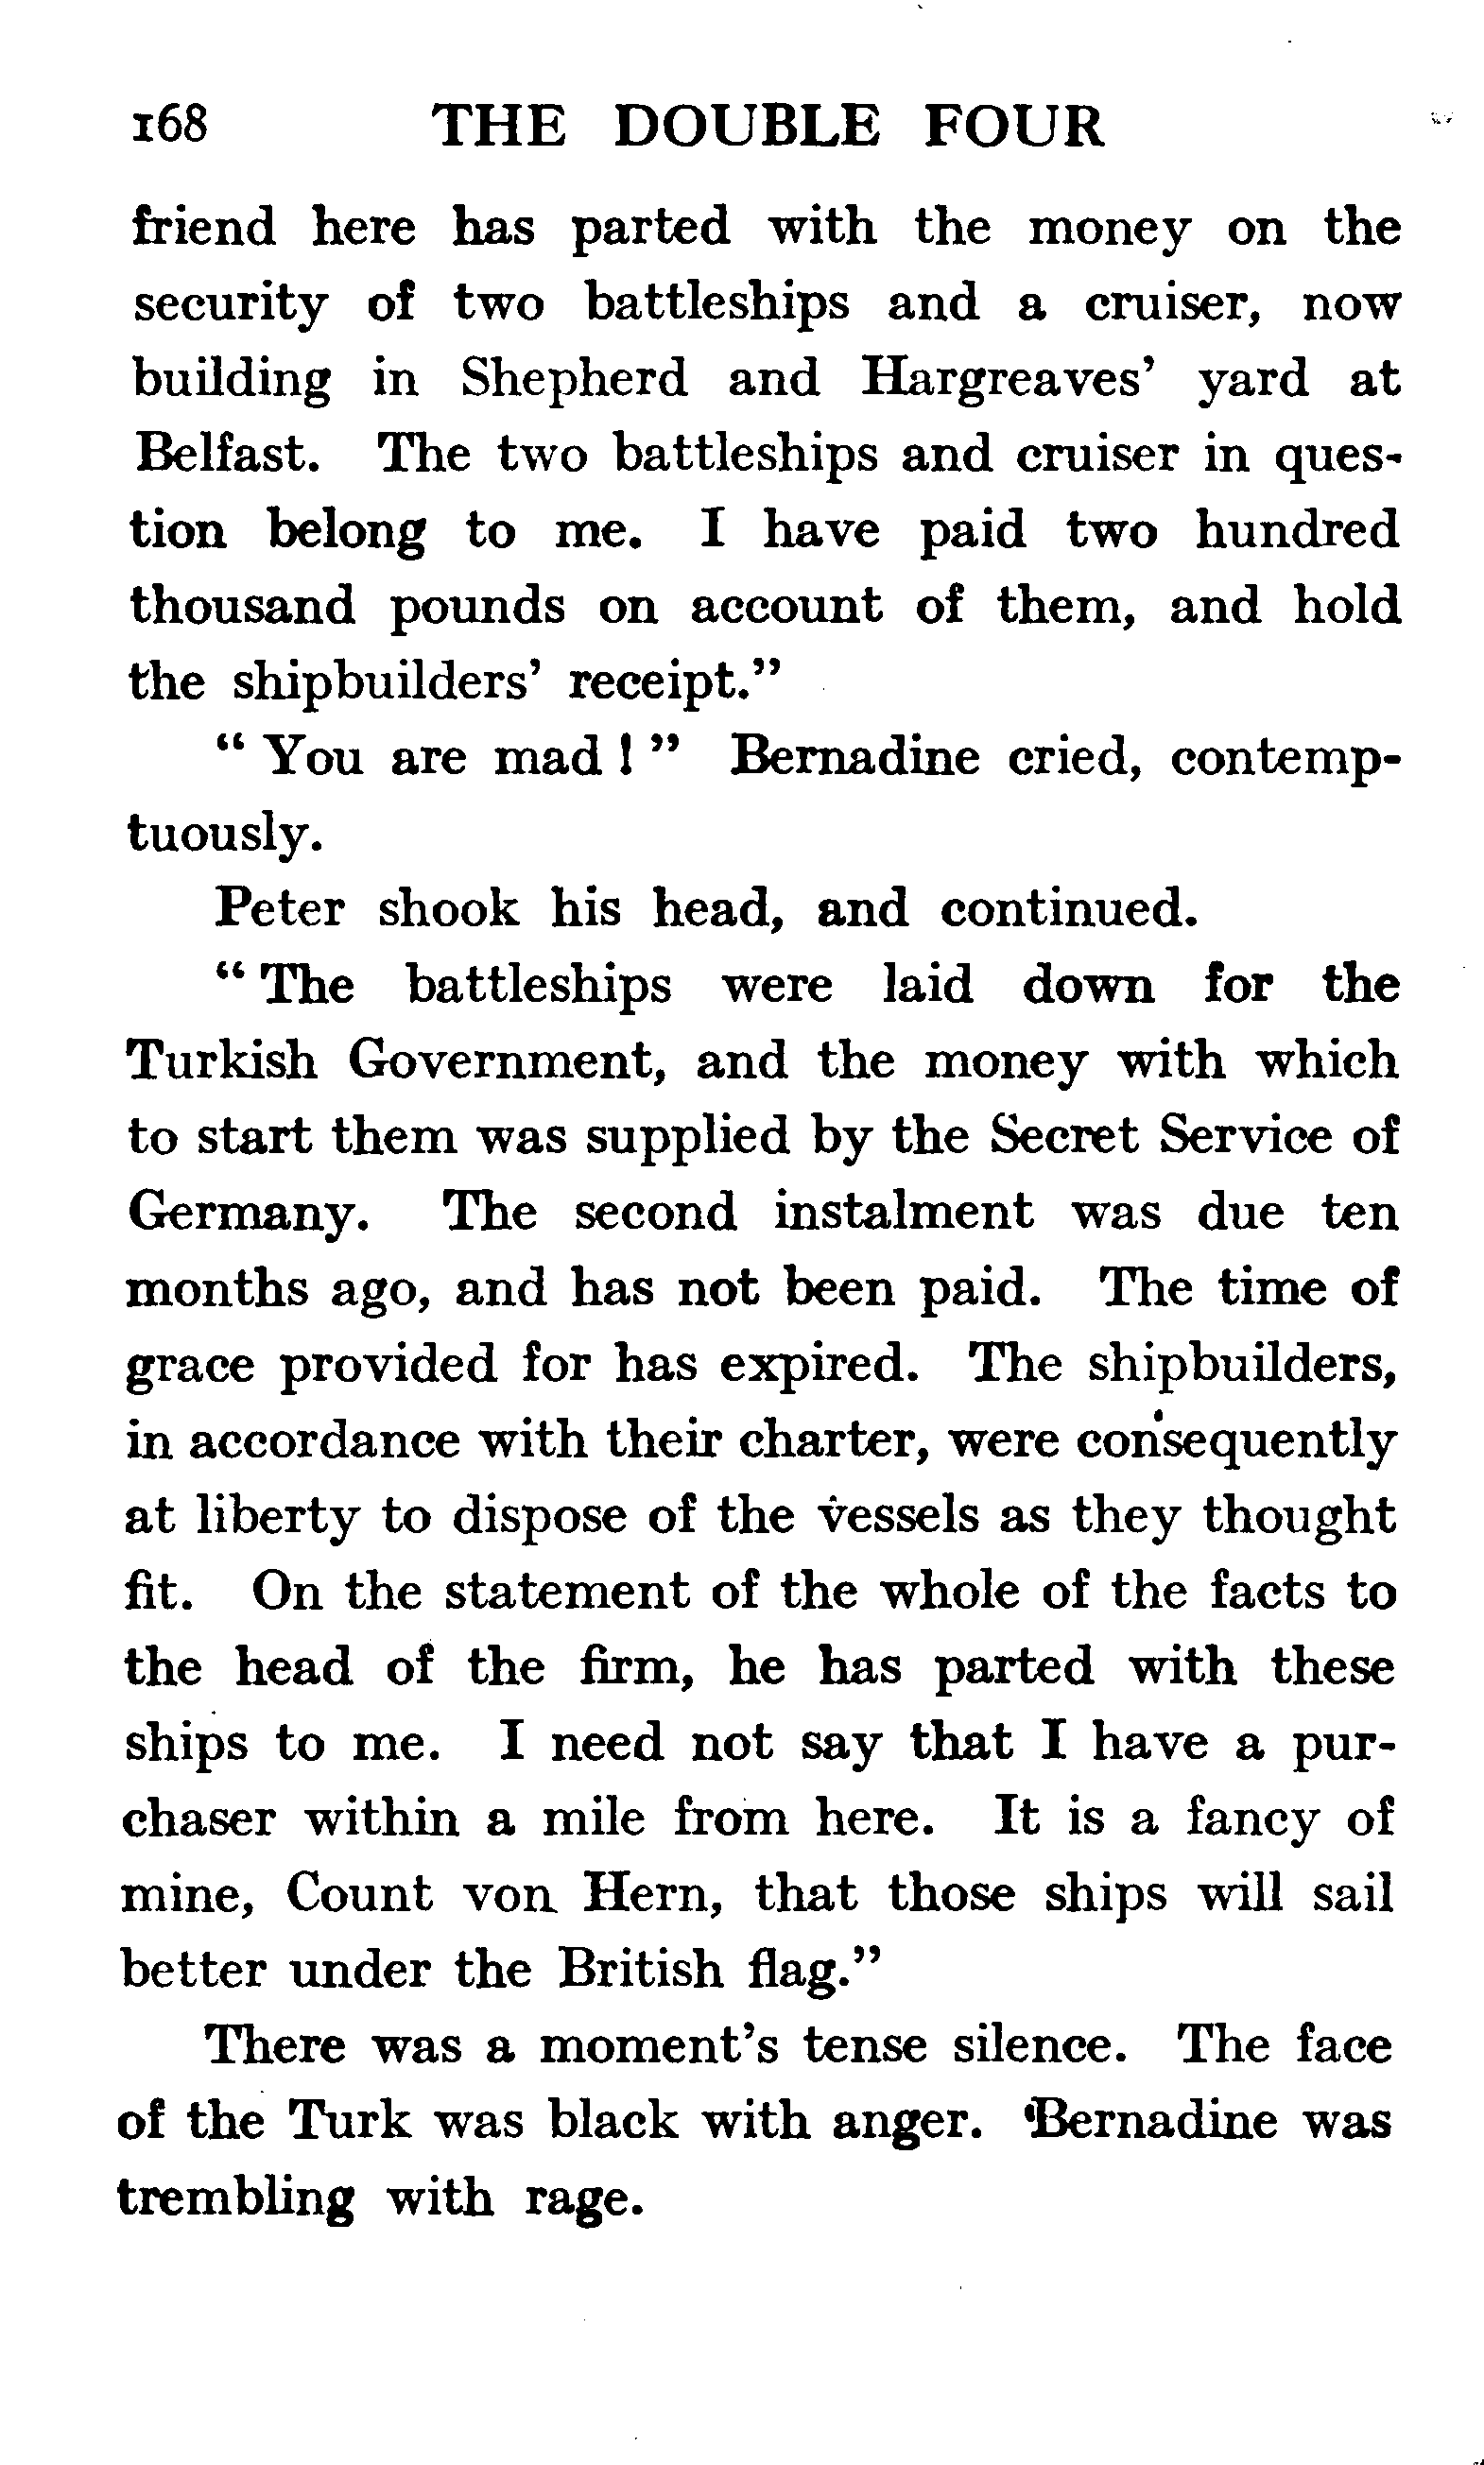 168 THE DOUBLE FOUR
friend here has parted with the money on the
security of two battleships and a cruiser, now
building in Shepherd and Hargreaves' yard at
Belfast. The two battleships and cruiser in ques-
tion belong to me. I have paid two hundred
thousand pounds on account of them, and hold
the shipbuilders' receipt."
" You are mad ! " Bernadine cried, contemp-
tuously.
Peter shook his head, and continued.
" The battleships were laid down for the
Turkish Government, and the money with which
to start them was supplied by the Secret Service of
Germany. The second instalment was due ten
months ago, and has not been paid. The time of
grace provided for has expired. The shipbuilders,
in accordance with their charter, were consequently
at liberty to dispose of the vessels as they thought
fit. On the statement of the whole of the facts to
the head of the firm, he has parted with these
ships to me. I need not say that I have a pur-
chaser within a mile from here. It is a fancy of
mine, Count von Hern, that those ships will sail
better under the British flag."
There was a moment's tense silence. The face
of the Turk was black with anger. Bernadine was
trembling with rage.